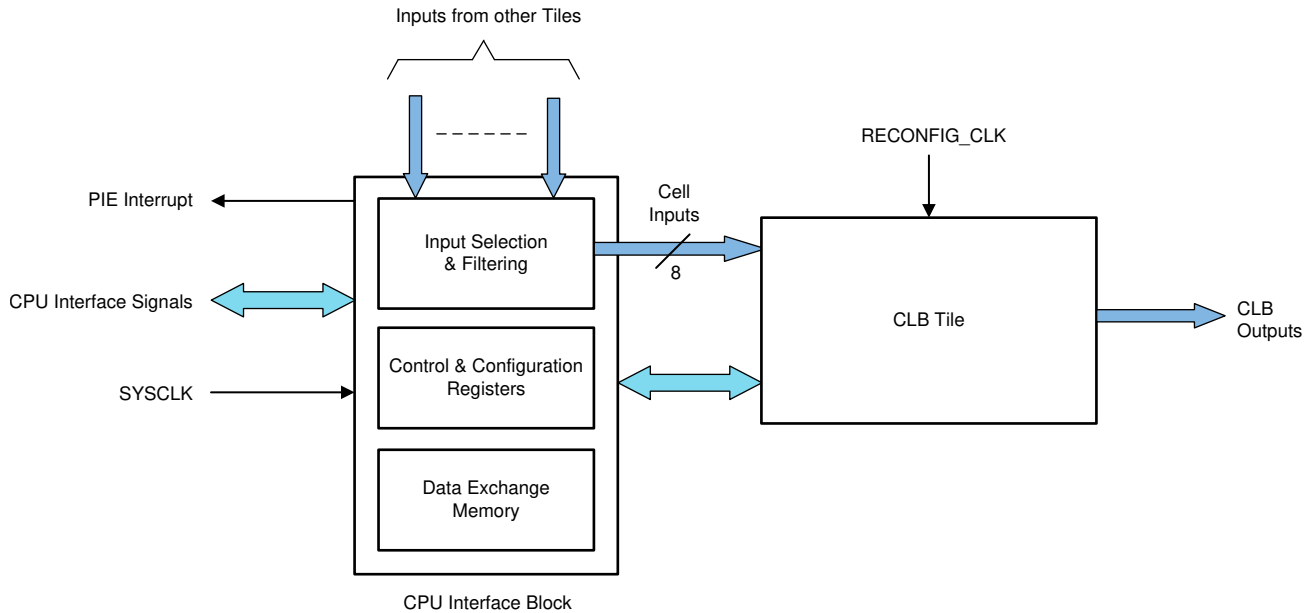 Inputs from other Tiles
RECONFIG_CLK
PIE Interrupt
Cell
Inputs
8
Input Selection
& Filtering
CPU Interface Signals
CLB Tile
CLB
Outputs
Control & Configuration
Registers
SYSCLK
Data Exchange
Memory
CPU Interface Block